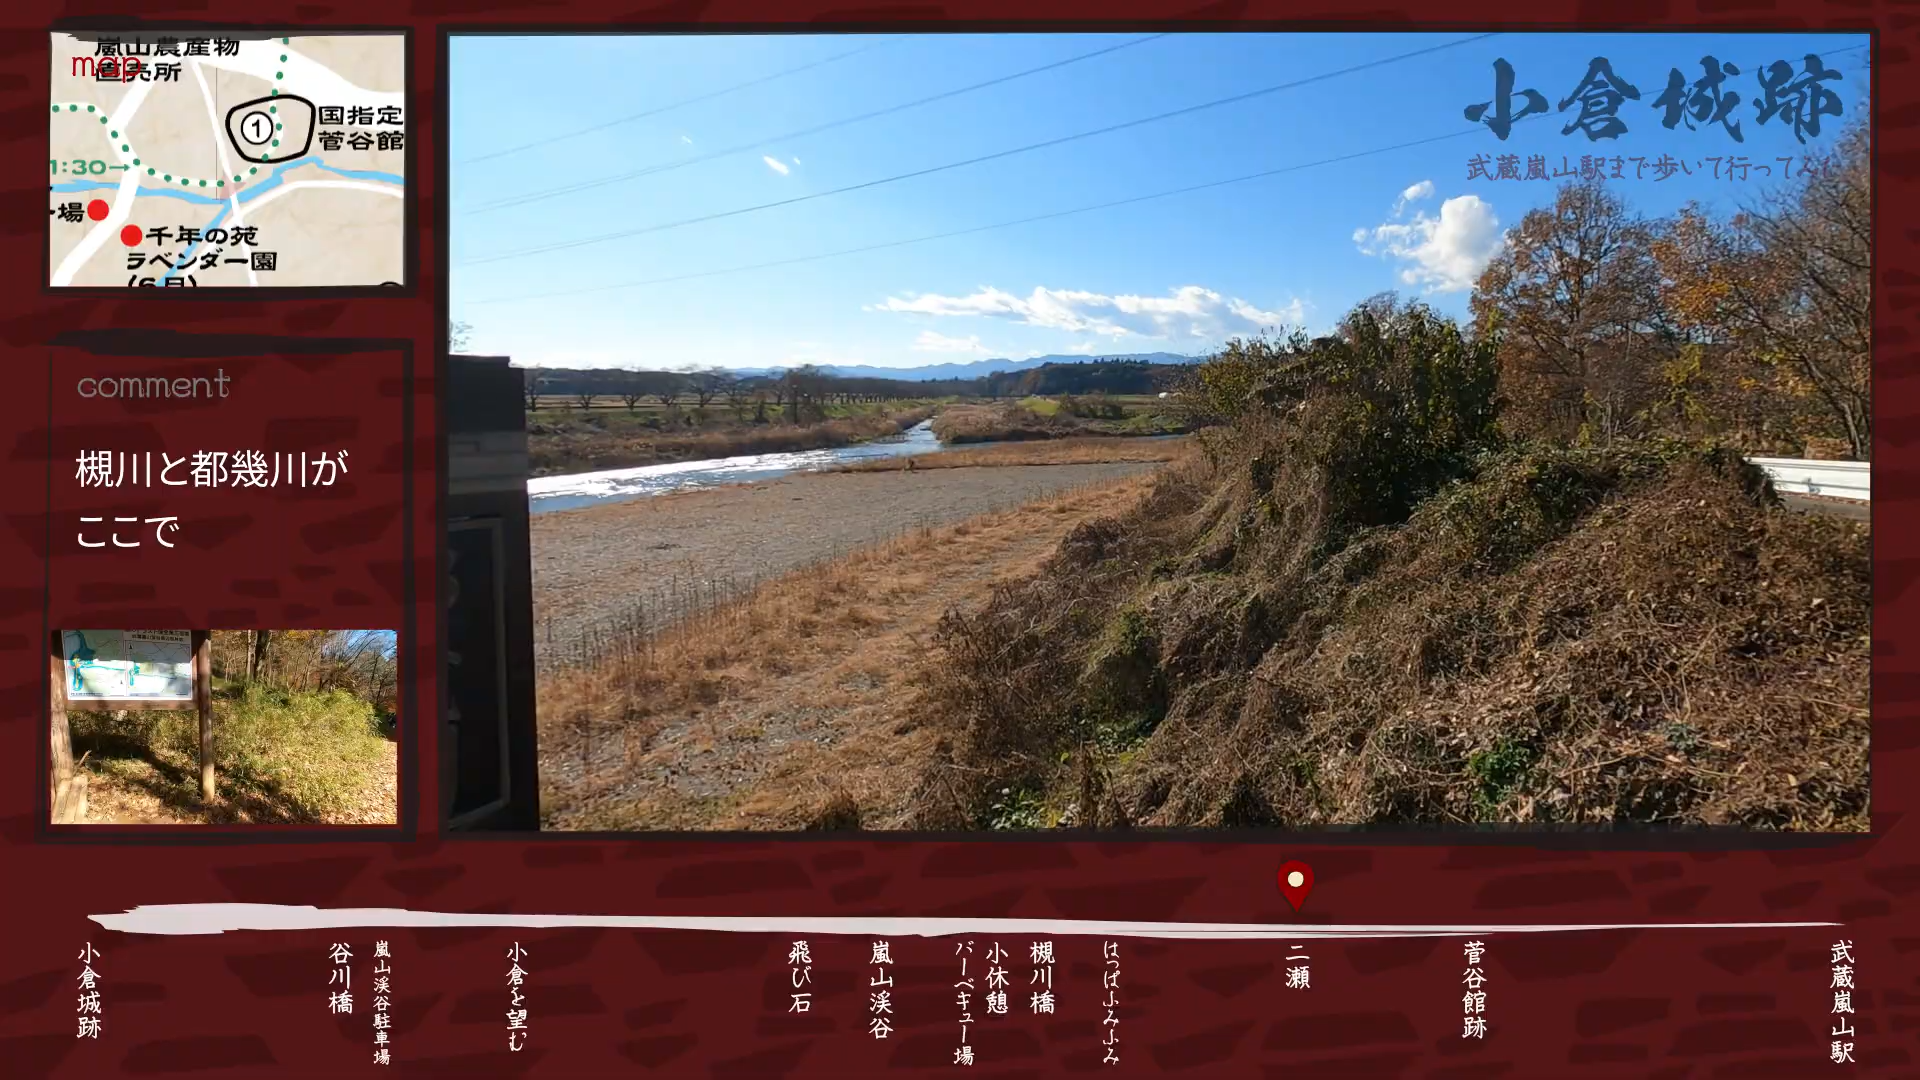 嵐山農産物
直売所
map
①
国指定
菅谷館
1:30→
場
千年の苑
ラベンダー園
(6月)
小倉城跡
武蔵嵐山駅まで歩いて行ってみた
comment
槻川と都幾川が
ここで
小倉城跡
谷川橋
嵐山渓谷駐車場
小倉を望む
飛び石
嵐山渓谷
バーベキュー場
小休憩
槻川橋
はっぱふみふみ
二瀬
菅谷館跡
武蔵嵐山駅